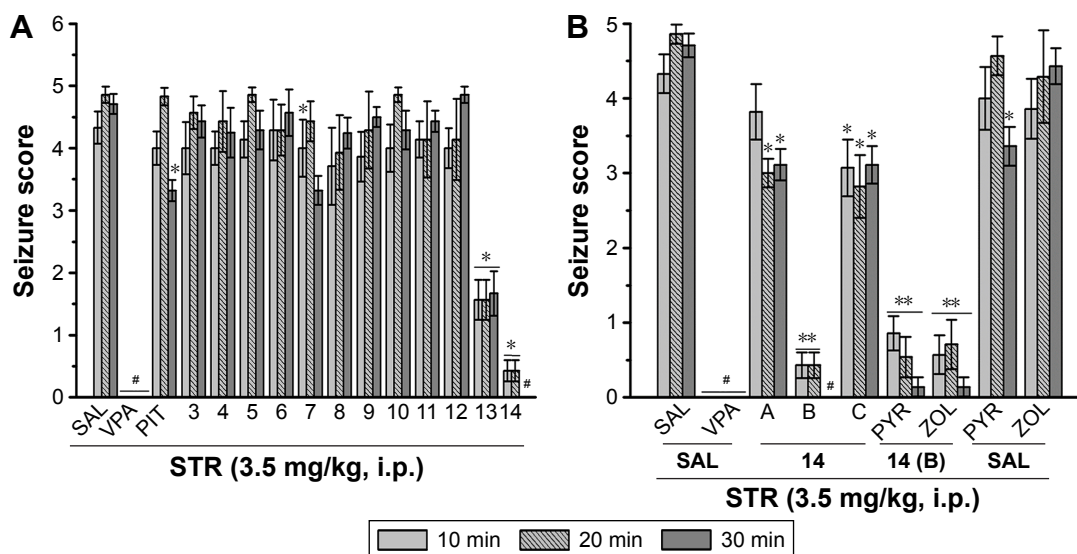 A
B
Seizure score
6
5
4
3
2
1
0
*
#
*
*
*
#
SAL VPA PIT 3 4 5 6 7 8 9 10 11 12 13 14
STR (3.5 mg/kg, i.p.)
Seizure score
5
4
3
2
1
0
#
* *
**
#
* * *
**
**
*
SAL VPA A B C PYR ZOL PYR ZOL
SAL 14 14 (B) SAL
STR (3.5 mg/kg, i.p.)
10 min 20 min 30 min